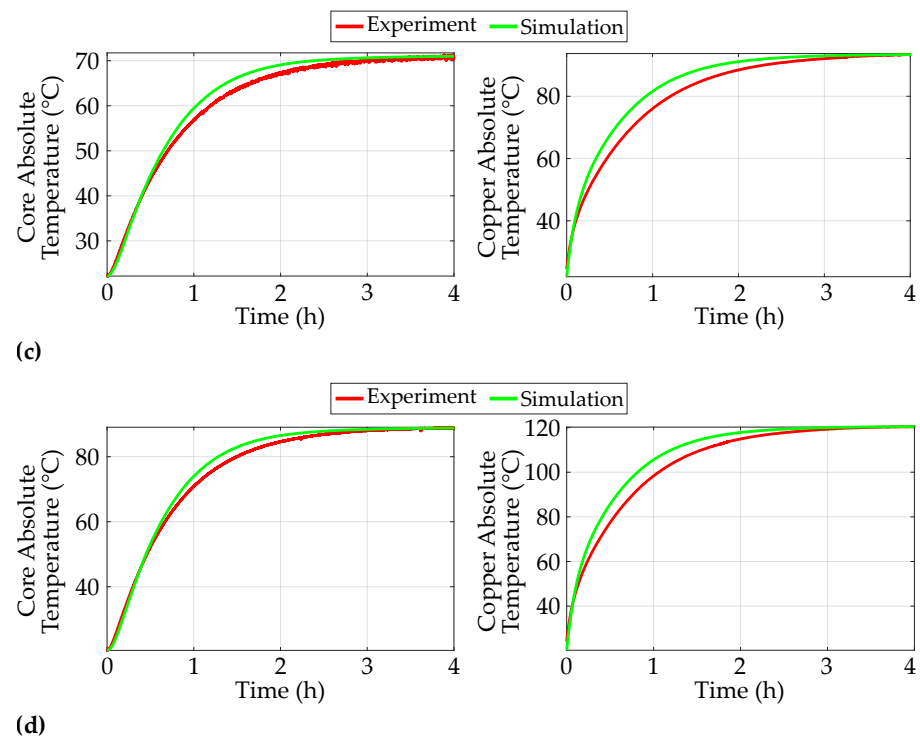 Experiment Simulation
Core Absolute
Temperature (°C)
70
60
50
40
30
0 1 2 3 4
Time (h)
Copper Absolute
Temperature (°C)
80
60
40
0 1 2 3 4
Time (h)
(c)
Experiment Simulation
Core Absolute
Temperature (°C)
80
60
40
0 1 2 3 4
Time (h)
Copper Absolute
Temperature (°C)
120
100
80
60
40
0 1 2 3 4
Time (h)
(d)